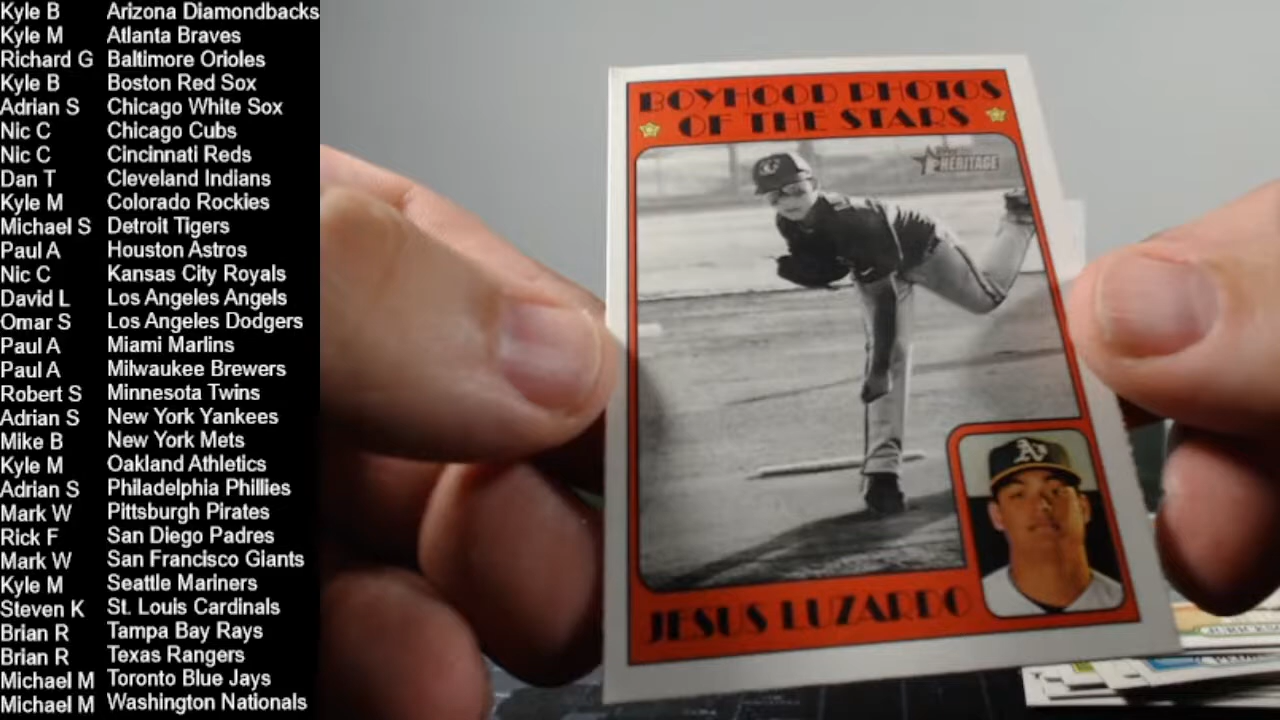 Kyle B Arizona Diamondbacks
Kyle M Atlanta Braves
Richard G Baltimore Orioles
Kyle B Boston Red Sox
Adrian S Chicago White Sox
Nic C Chicago Cubs
Nic C Cincinnati Reds
Dan T Cleveland Indians
Kyle M Colorado Rockies
Michael S Detroit Tigers
Paul A Houston Astros
Nic C Kansas City Royals
David L Los Angeles Angels
Omar S Los Angeles Dodgers
Paul A Miami Marlins
Paul A Milwaukee Brewers
Robert S Minnesota Twins
Adrian S New York Yankees
Mike B New York Mets
Kyle M Oakland Athletics
Adrian S Philadelphia Phillies
Mark W Pittsburgh Pirates
Rick F San Diego Padres
Mark W San Francisco Giants
Kyle M Seattle Mariners
Steven K St. Louis Cardinals
Brian R Tampa Bay Rays
Brian R Texas Rangers
Michael M Toronto Blue Jays
Michael M Washington Nationals
BOYHOOD PHOTOS
OF THE STARS
HERITAGE
A's
JESUS LUZARDO